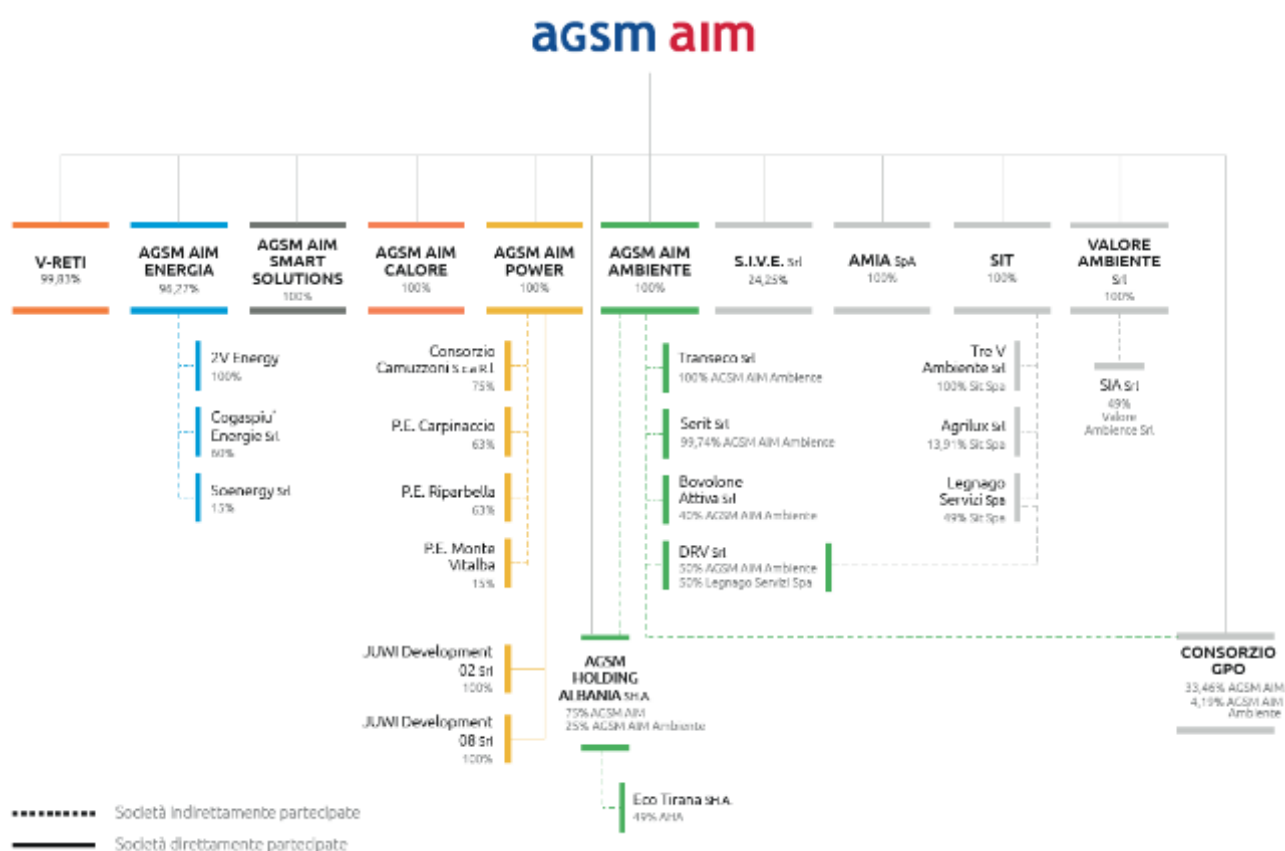 agsm aim
V-RETI
99,83%
AGSM AIM
ENERGIA
96,27%
AGSM AIM
SMART
SOLUTIONS
100%
AGSM AIM
CALORE
100%
AGSM AIM
POWER
100%
AGSM AIM
AMBIENTE
100%
S.I.V.E. Srl
24,25%
AMIA SpA
100%
SIT
100%
VALORE
AMBIENTE
Srl
100%
2V Energy
100%
Cogaspiu'
Energie Srl
60%
Soenergy Srl
15%
Consorzio
Camuzzoni S.c.a R.l.
75%
P.E. Carpinaccio
63%
P.E. Riparbella
63%
P.E. Monte
Vitalba
15%
JUWI Development
02 Srl
100%
JUWI Development
08 Srl
100%
Transeco Srl
100% AGSM AIM Ambiente
Serit Srl
99,74% AGSM AIM Ambiente
Bovolone
Attiva Srl
40% AGSM AIM Ambiente
DRV Srl
50% AGSM AIM Ambiente
50% Legnago Servizi Spa
AGSM
HOLDING
ALBANIA SH.A.
75% AGSM AIM
25% AGSM AIM Ambiente
Eco Tirana SH.A.
49% AHA
Tre V
Ambiente Srl
100% Sit Spa
Agrilux Srl
13,91% Sit Spa
Legnago
Servizi Spa
49% Sit Spa
SIA Srl
49%
Valore
Ambiente Srl
CONSORZIO
GPO
33,46% AGSM AIM
4,19% AGSM AIM
Ambiente
Società indirettamente partecipate
Società direttamente partecipate